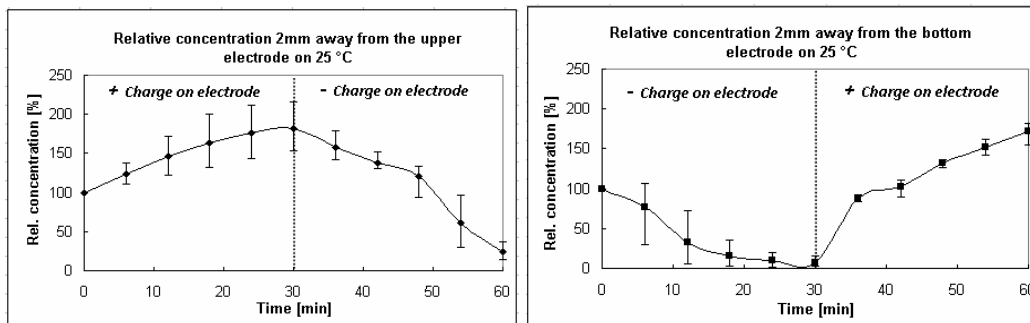 Relative concentration 2mm away from the upper
electrode on 25 °C
250
200
150
100
50
0
Rel. concentration [%]
+ Charge on electrode
- Charge on electrode
0
10
20
30
40
50
60
Time [min]
Relative concentration 2mm away from the bottom
electrode on 25 °C
250
200
150
100
50
0
Rel. concentration [%]
- Charge on electrode
+ Charge on electrode
0
10
20
30
40
50
60
Time [min]